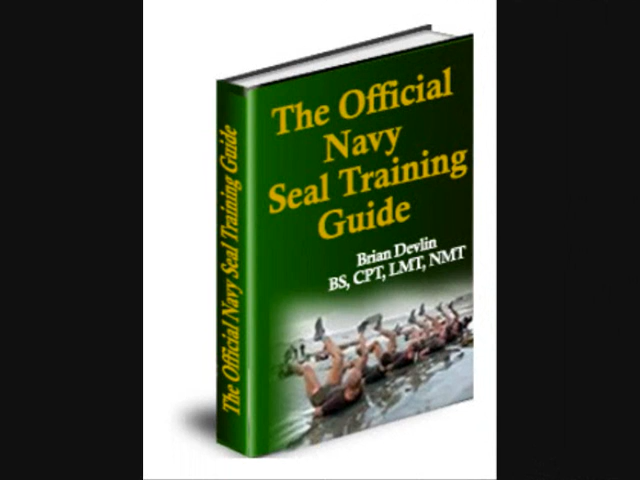 The Official Navy Seal Training Guide
The Official
Navy
Seal Training
Guide
Brian Devlin
BS, CPT, LMT, NMT